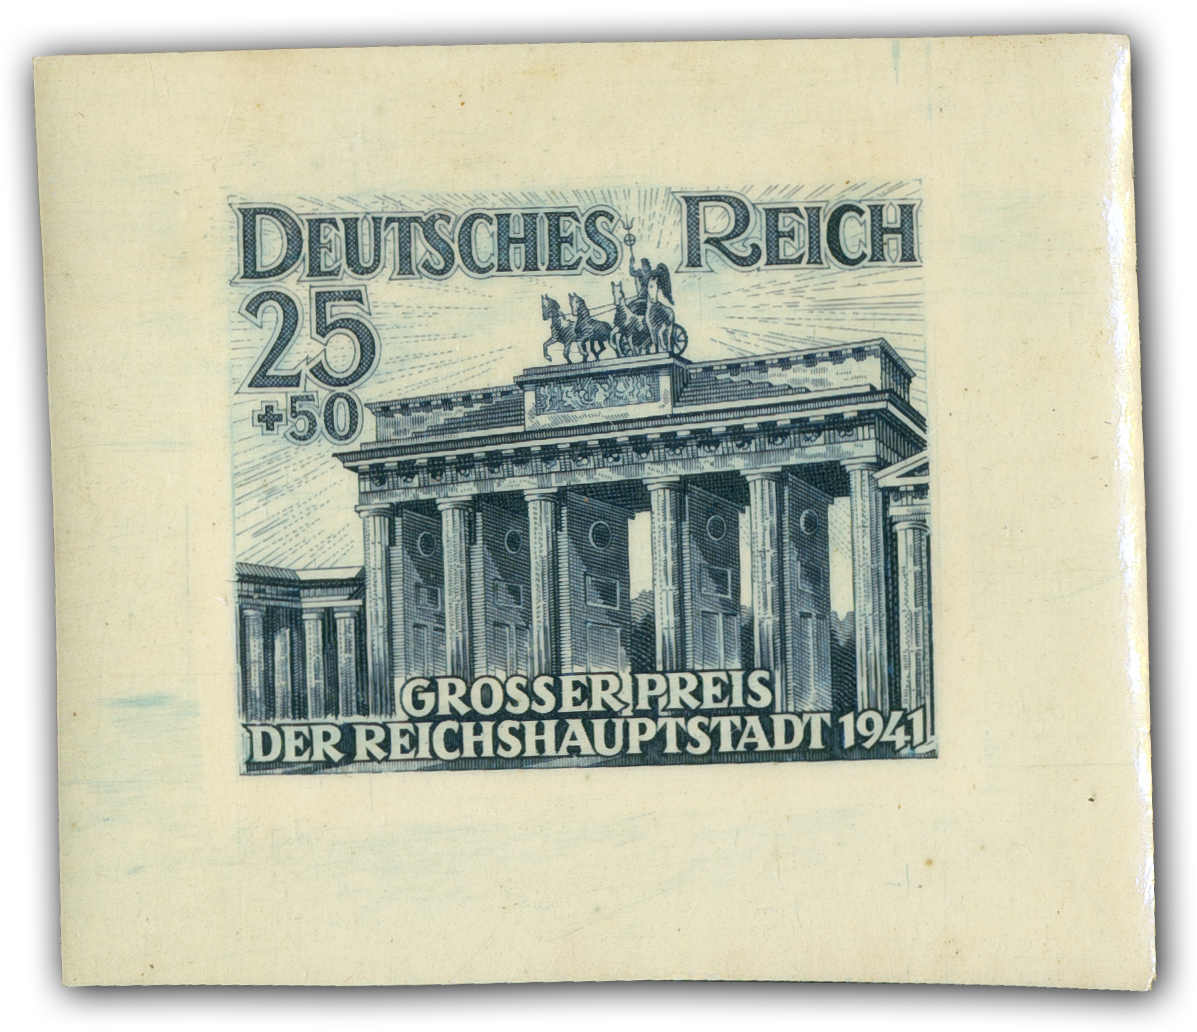 DEUTSCHES REICH
25
+50
GROSSER PREIS
DER REICHSHAUPTSTADT 1941